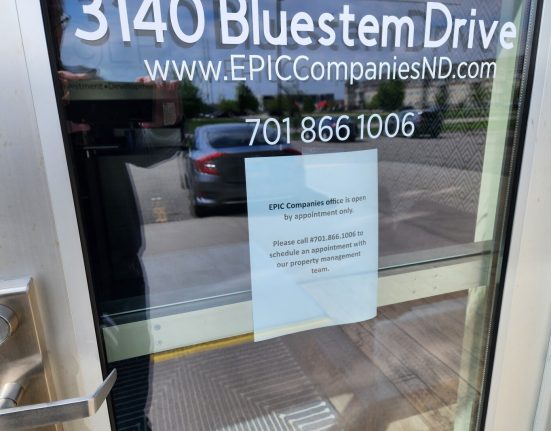 3140 Bluestem Drive
www.EPICCompaniesND.com
701 866 1006
EPIC Companies office is open
by appointment only.
Please call #701.866.1006 to
schedule an appointment with
our property management
team.